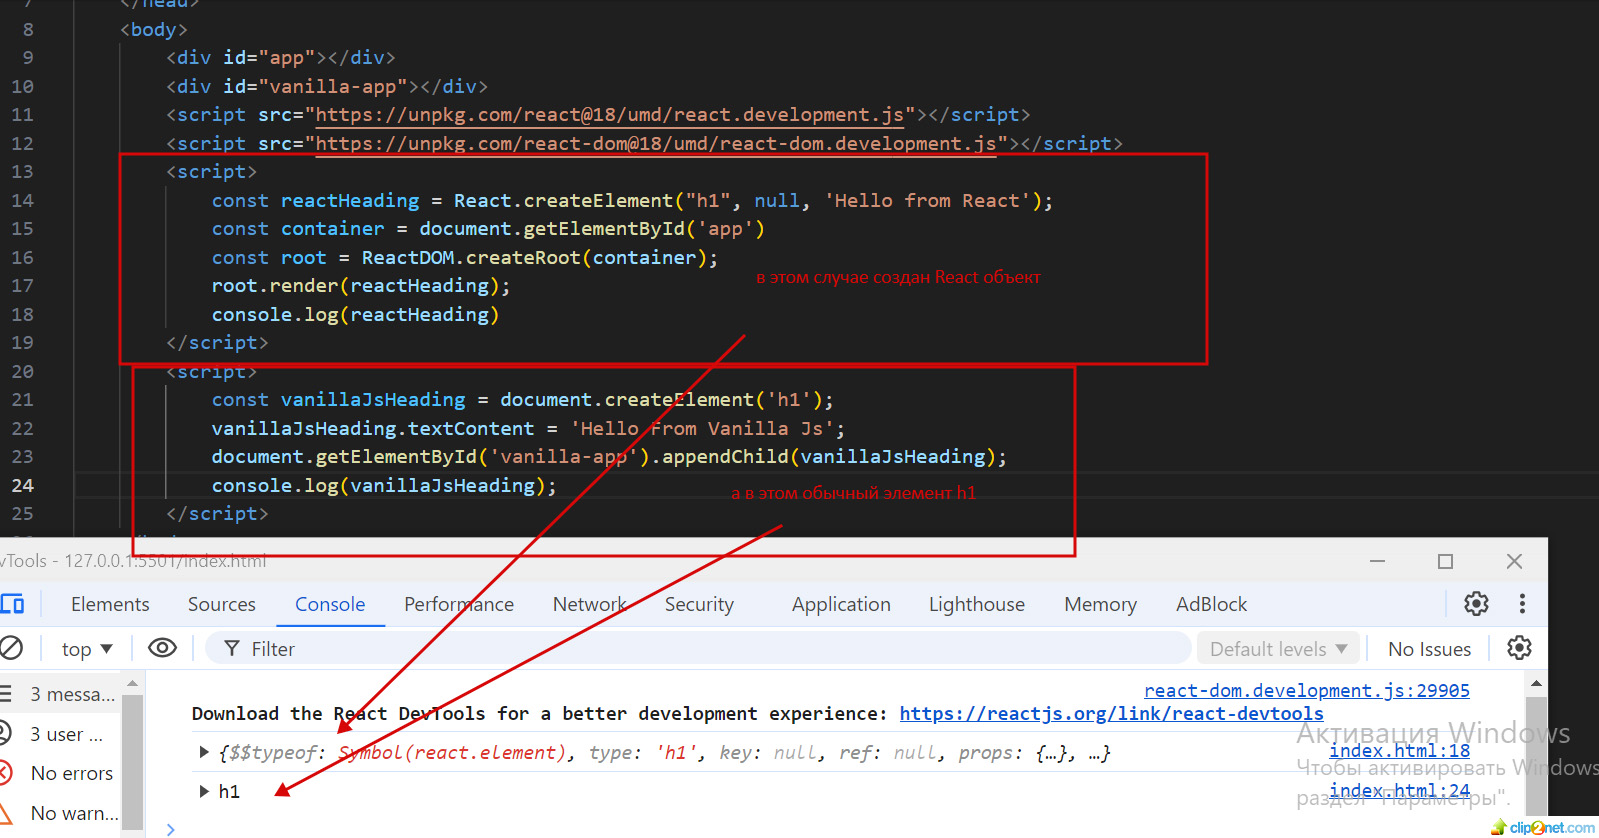 7 </head>
8 <body>
9 <div id="app"></div>
10 <div id="vanilla-app"></div>
11 <script src="https://unpkg.com/react@18/umd/react.development.js"></script>
12 <script src="https://unpkg.com/react-dom@18/umd/react-dom.development.js"></script>
13 <script>
14 const reactHeading = React.createElement("h1", null, 'Hello from React');
15 const container = document.getElementById('app')
16 const root = ReactDOM.createRoot(container);
в этом случае создан React объект
17 root.render(reactHeading);
18 console.log(reactHeading)
19 </script>
20 <script>
21 const vanillaJsHeading = document.createElement('h1');
22 vanillaJsHeading.textContent = 'Hello from Vanilla Js';
23 document.getElementById('vanilla-app').appendChild(vanillaJsHeading);
24 console.log(vanillaJsHeading);
а в этом обычный элемент h1
25 </script>
vTools - 127.0.0.1:5501/index.html
Elements Sources Console Performance Network Security Application Lighthouse Memory AdBlock
top Filter Default levels No Issues
3 messa...
3 user ...
No errors
No warn...
react-dom.development.js:29905
Download the React DevTools for a better development experience: https://reactjs.org/link/react-devtools
{$$typeof: Symbol(react.element), type: 'h1', key: null, ref: null, props: {…}, …} index.html:18
h1 index.html:24
Активация Windows
Чтобы активировать Windows
раздел "Параметры".
clip2net.com